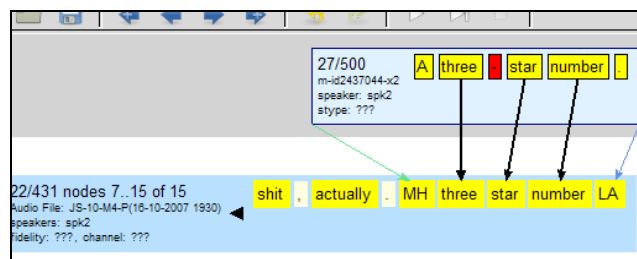 27/500 A three - star number .
m-id2437044-x2
speaker: spk2
stype: ???
22/431 nodes 7..15 of 15 shit , actually . MH three star number LA
Audio File: JS-10-M4-P(16-10-2007 1930)
speakers: spk2
fidelity: ???, channel: ???